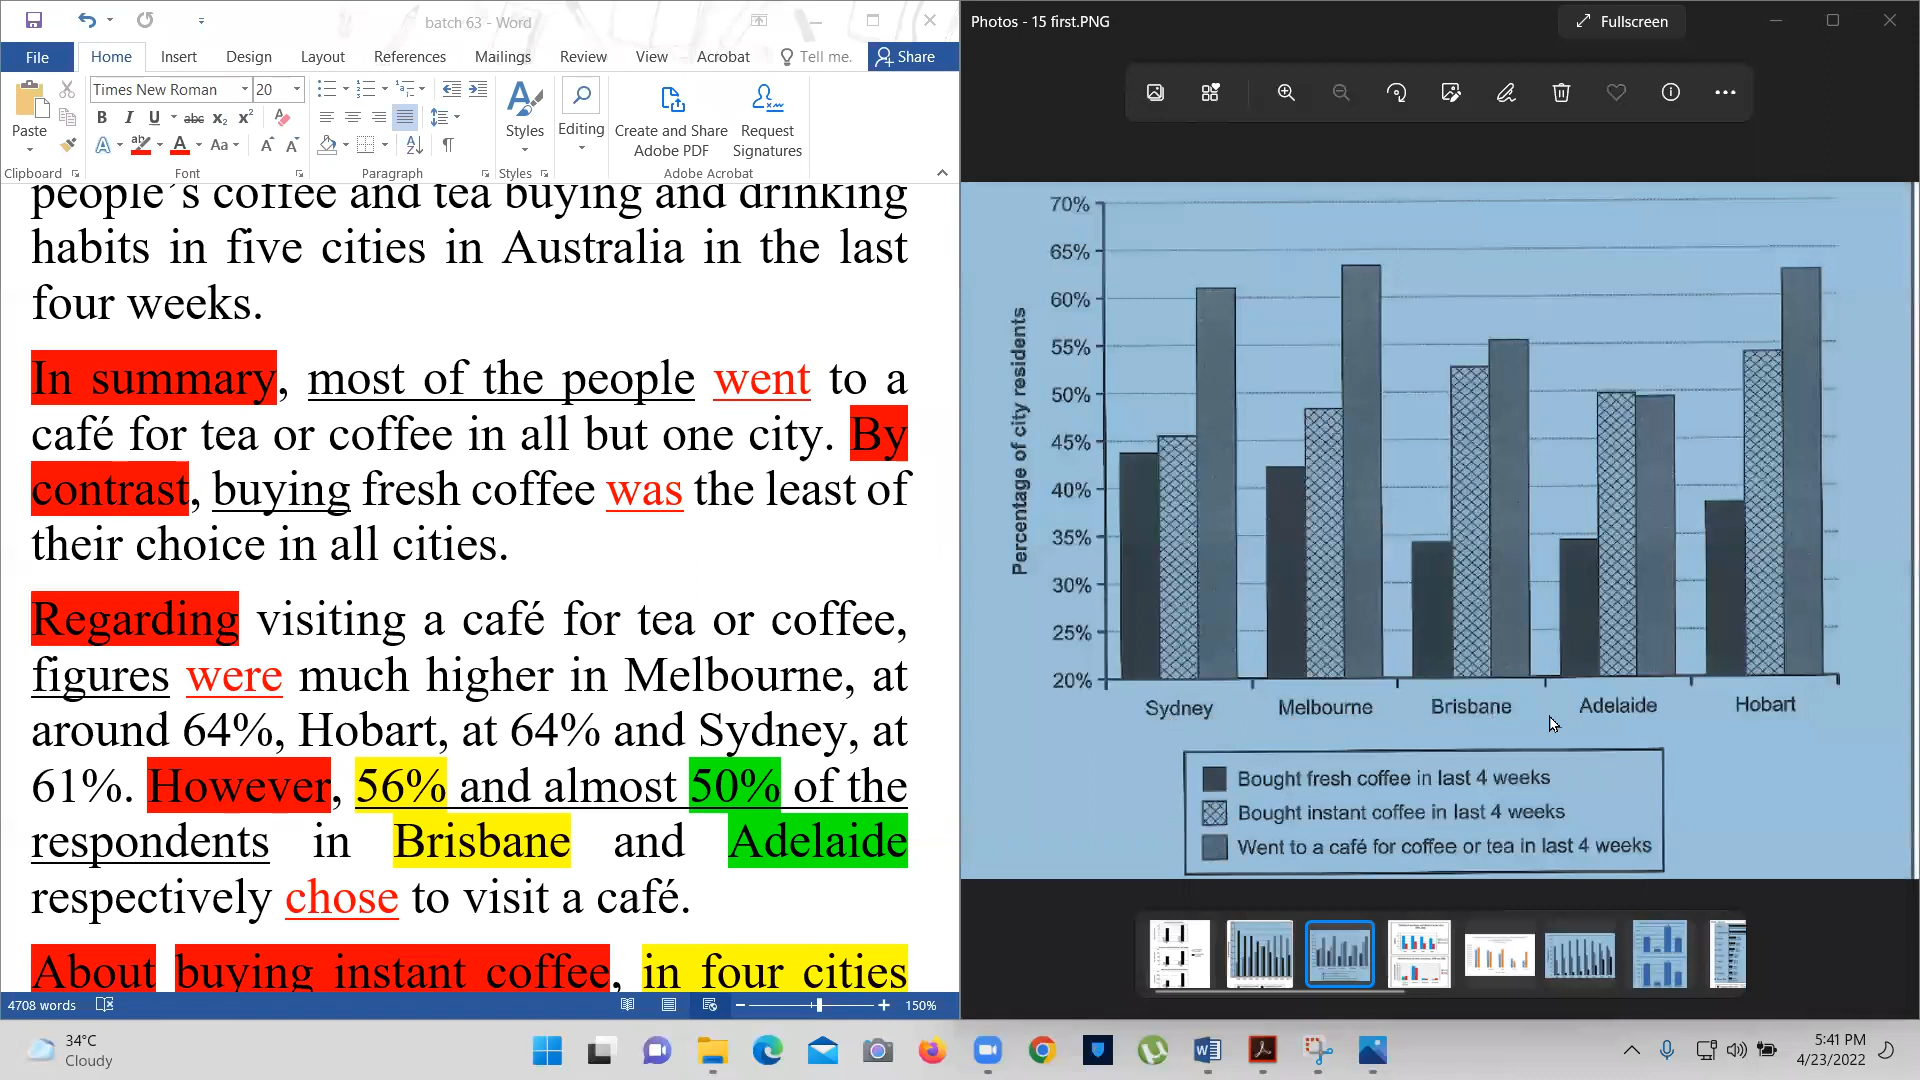 batch 63 - Word
File Home Insert Design Layout References Mailings Review View Acrobat Tell me. Share
Times New Roman 20
Paste
B I U abc x₂ x²
Aa
Styles
Editing
Create and Share
Adobe PDF
Request
Signatures
Clipboard Font Paragraph Styles Adobe Acrobat
people's coffee and tea buying and drinking
habits in five cities in Australia in the last
four weeks.
In summary, most of the people went to a
café for tea or coffee in all but one city. By
contrast, buying fresh coffee was the least of
their choice in all cities.
Regarding visiting a café for tea or coffee,
figures were much higher in Melbourne, at
around 64%, Hobart, at 64% and Sydney, at
61%. However, 56% and almost 50% of the
respondents in Brisbane and Adelaide
respectively chose to visit a café.
About buying instant coffee, in four cities
4708 words
150%
Photos - 15 first.PNG
Fullscreen
Percentage of city residents
70%
65%
60%
55%
50%
45%
40%
35%
30%
25%
20%
Sydney Melbourne Brisbane Adelaide Hobart
Bought fresh coffee in last 4 weeks
Bought instant coffee in last 4 weeks
Went to a café for coffee or tea in last 4 weeks
34°C
Cloudy
5:41 PM
4/23/2022